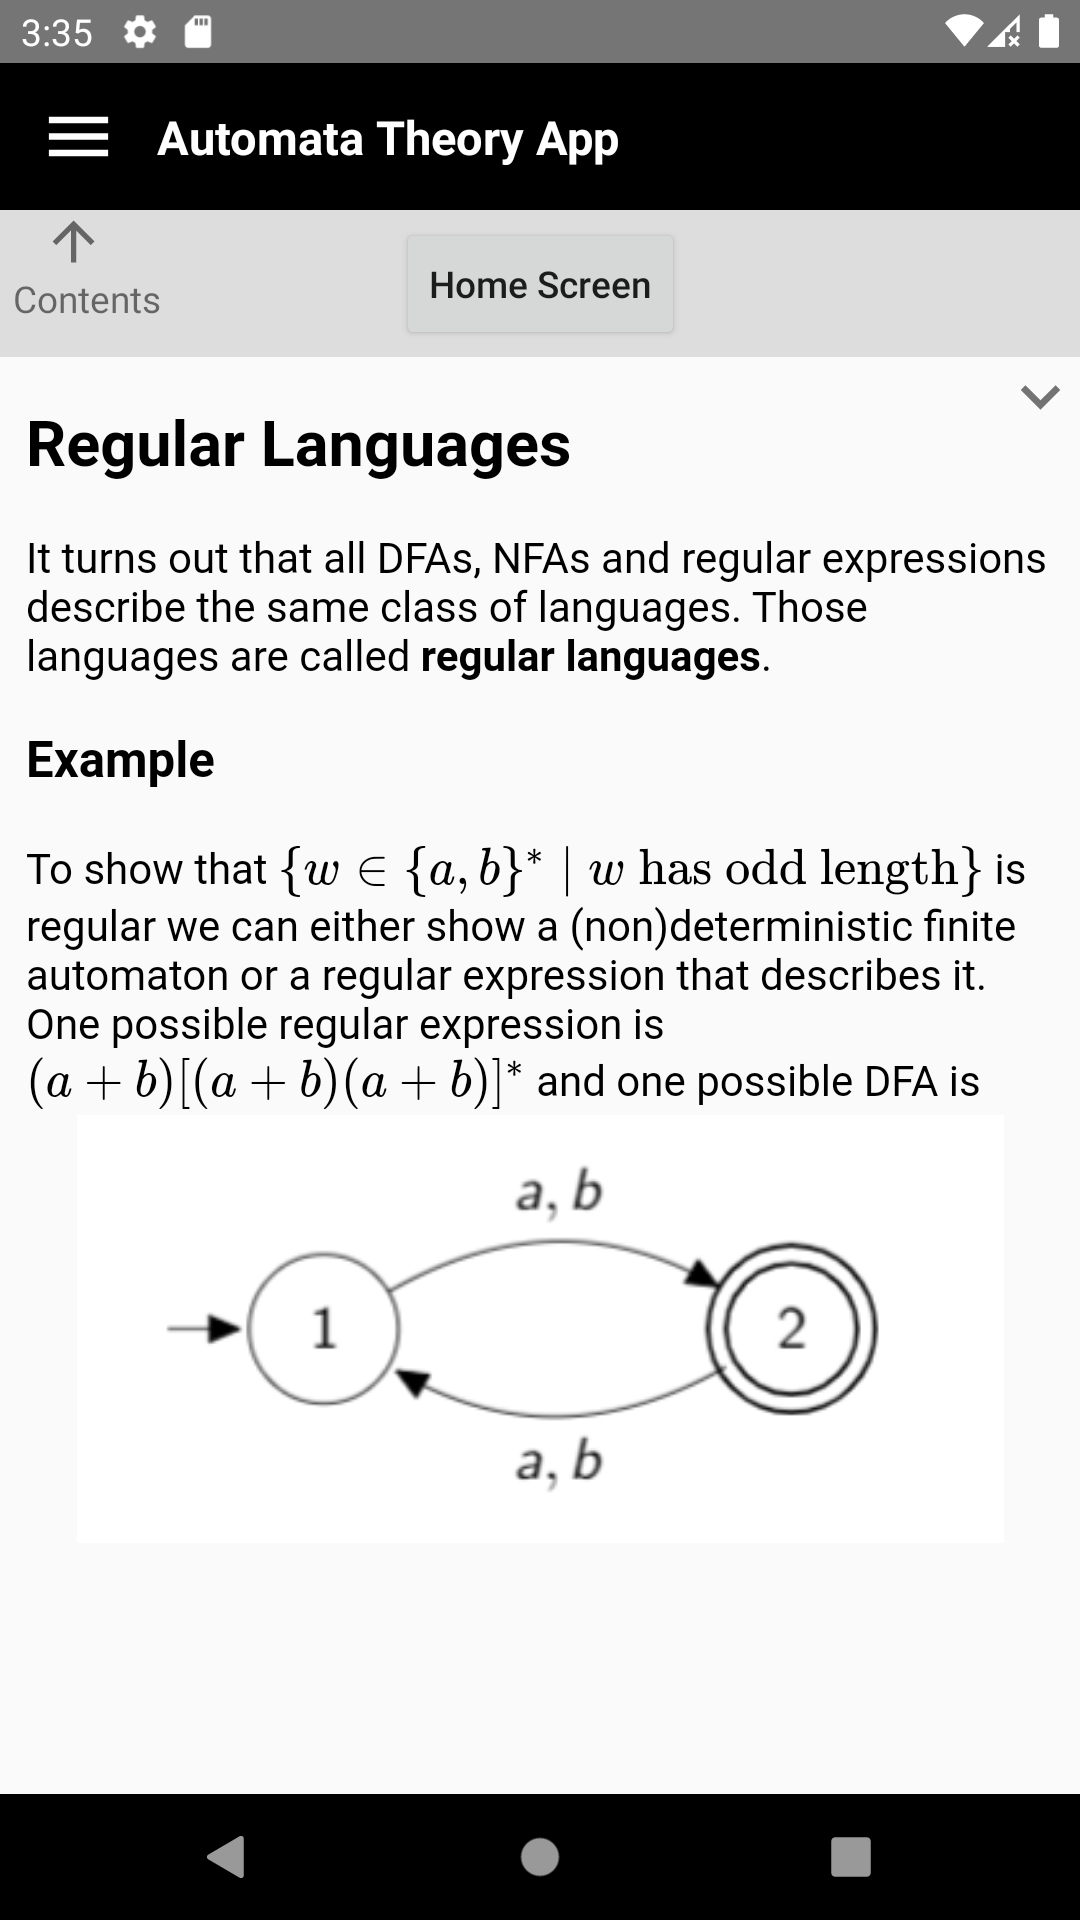 3:35
Automata Theory App
Contents
Home Screen
Regular Languages
It turns out that all DFAs, NFAs and regular expressions
describe the same class of languages. Those
languages are called regular languages.
Example
To show that {w ∈ {a, b}* | w has odd length} is
regular we can either show a (non)deterministic finite
automaton or a regular expression that describes it.
One possible regular expression is
(a + b)[(a + b)(a + b)]* and one possible DFA is
a, b
1
2
a, b